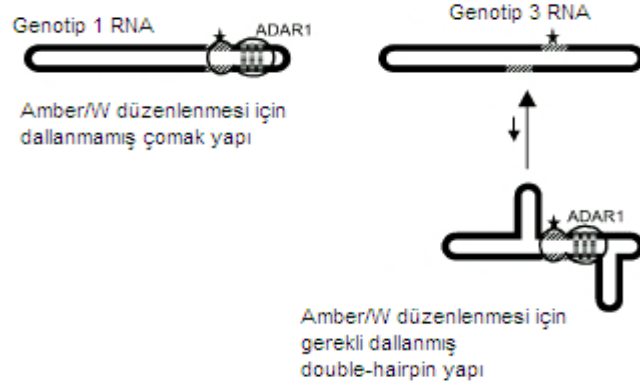 Genotip 1 RNA
ADAR1
Amber/W düzenlenmesi için
dallanmamış çomak yapı
Genotip 3 RNA
ADAR1
Amber/W düzenlenmesi için
gerekli dallanmış
double-hairpin yapı